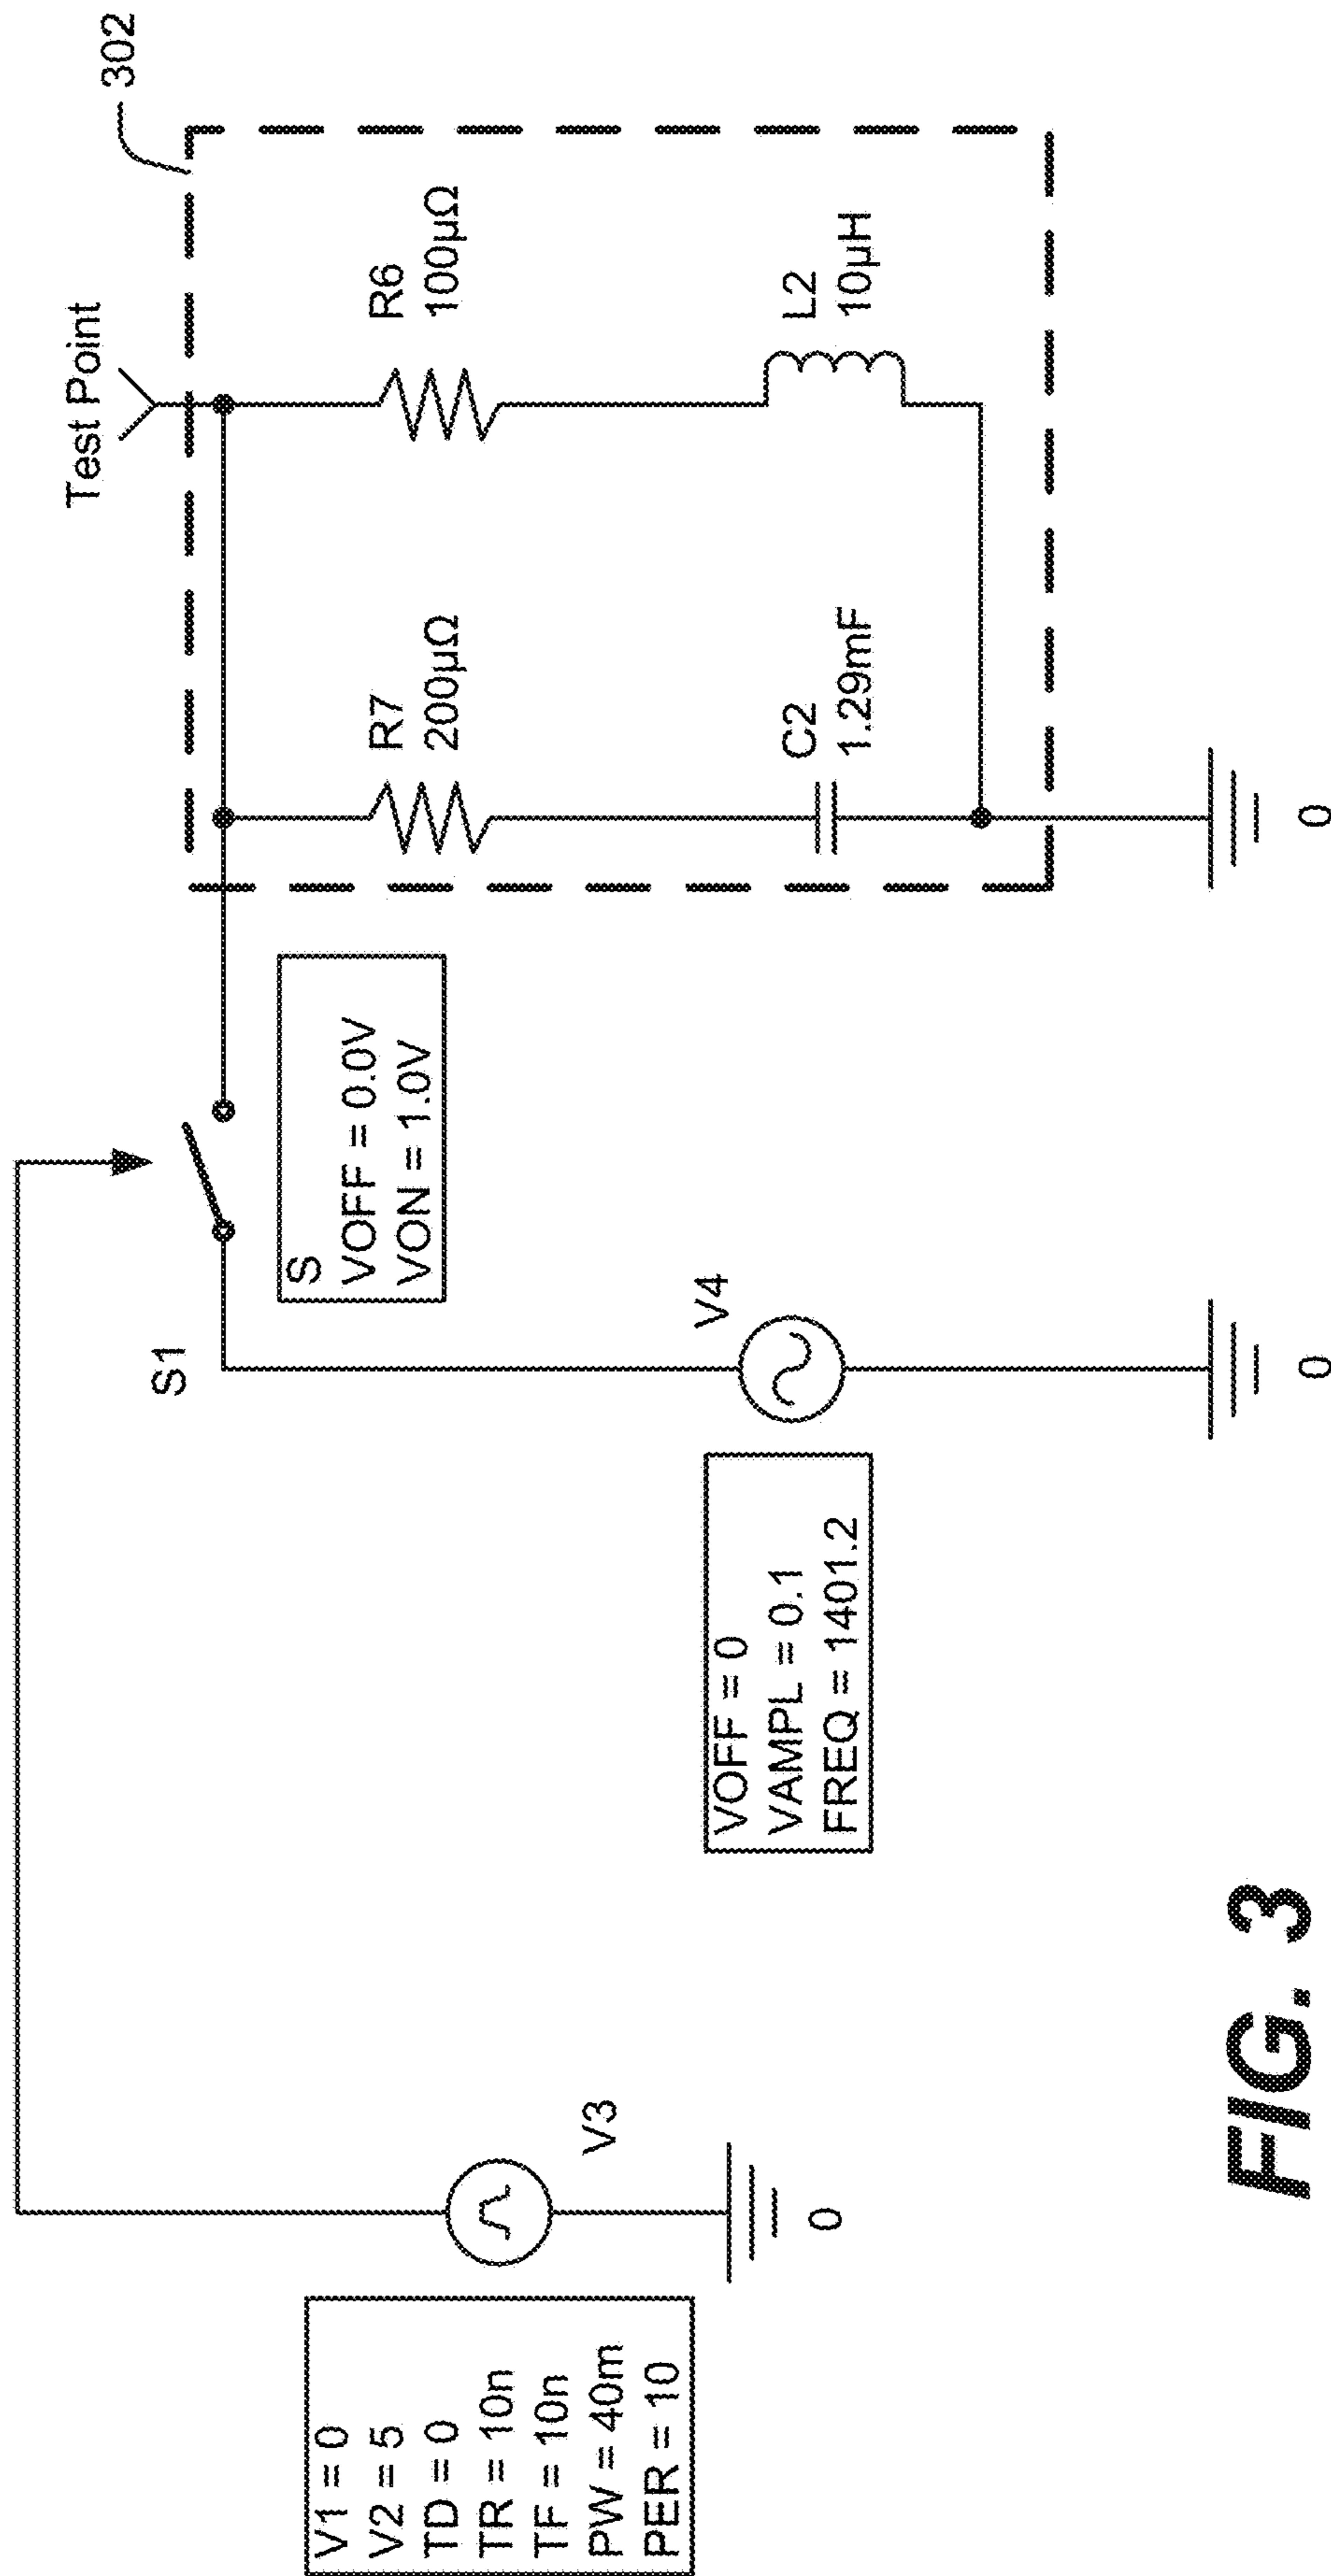 302
Test Point
R7
200μΩ
R6
100μΩ
C2
1.29mF
L2
10μH
S1
S
VOFF = 0.0V
VON = 1.0V
V4
VOFF = 0
VAMPL = 0.1
FREQ = 1401.2
V1 = 0
V2 = 5
TD = 0
TR = 10n
TF = 10n
PW = 40m
PER = 10
V3
0
0
0
FIG. 3